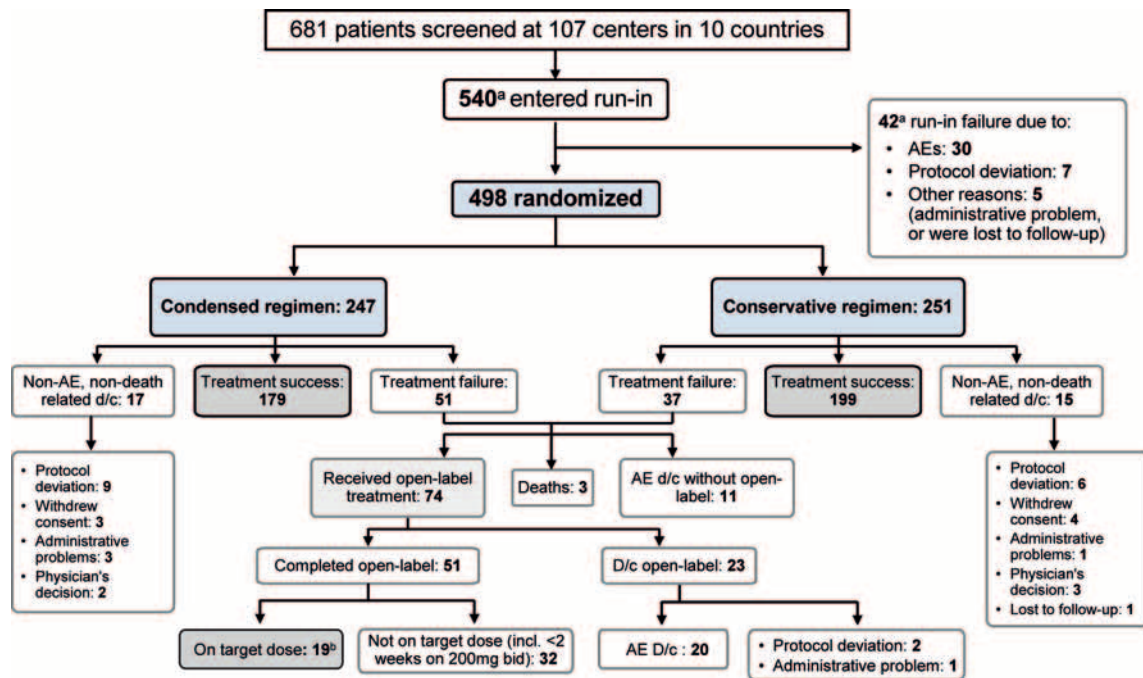 681 patients screened at 107 centers in 10 countries
540ᵃ entered run-in
42ᵃ run-in failure due to:
• AEs: 30
• Protocol deviation: 7
• Other reasons: 5
(administrative problem,
or were lost to follow-up)
498 randomized
Condensed regimen: 247
Conservative regimen: 251
Non-AE, non-death
related d/c: 17
Treatment success:
179
Treatment failure:
51
Treatment failure:
37
Treatment success:
199
Non-AE, non-death
related d/c: 15
• Protocol
deviation: 9
• Withdrew
consent: 3
• Administrative
problems: 3
• Physician's
decision: 2
Received open-label
treatment: 74
Deaths: 3
AE d/c without open-
label: 11
• Protocol
deviation: 6
• Withdrew
consent: 4
• Administrative
problems: 1
• Physician's
decision: 3
• Lost to follow-up: 1
Completed open-label: 51
D/c open-label: 23
On target dose: 19ᵇ
Not on target dose (incl. <2
weeks on 200mg bid): 32
AE D/c : 20
• Protocol deviation: 2
• Administrative problem: 1